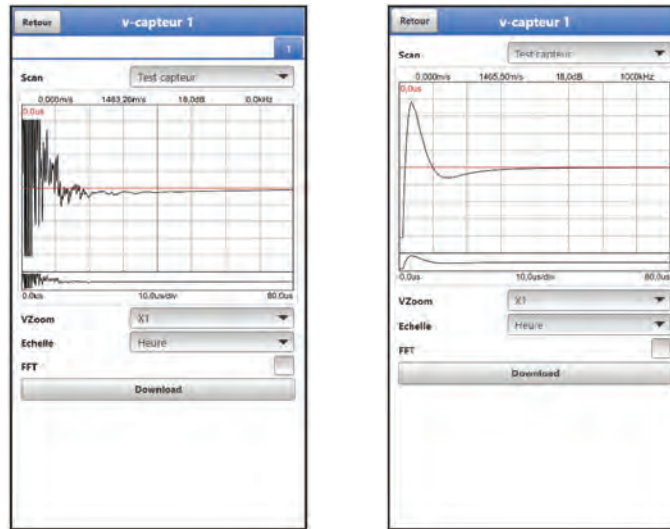 Retour v-capteur 1
1
Scan Test capteur
0,000m/s 1463,26m/s 18,0dB 0,0kHz
0,0us
0.0us 10,0us/div 80,0us
VZoom X1
Echelle Heure
FFT
Download
Retour v-capteur 1
Scan Test capteur
0,000m/s 1465,50m/s 18,0dB 1000kHz
0,0us
0,0us 10,0us/div 80,0us
VZoom X1
Echelle Heure
FFT
Download